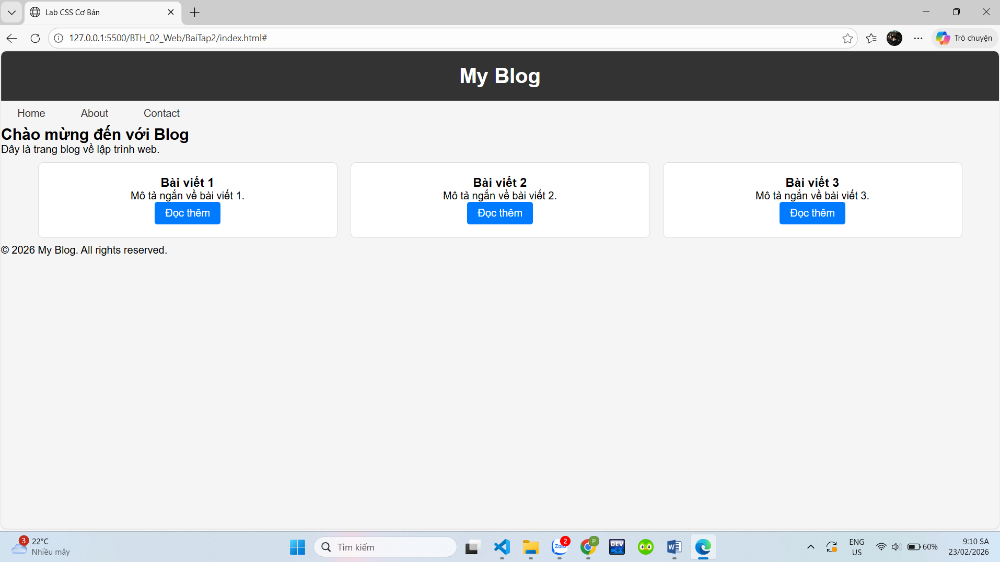 Lab CSS Cơ Bản
127.0.0.1:5500/BTH_02_Web/BaiTap2/index.html#
Trò chuyện
My Blog
Home About Contact
Chào mừng đến với Blog
Đây là trang blog về lập trình web.
Bài viết 1
Mô tả ngắn về bài viết 1.
Đọc thêm
Bài viết 2
Mô tả ngắn về bài viết 2.
Đọc thêm
Bài viết 3
Mô tả ngắn về bài viết 3.
Đọc thêm
© 2026 My Blog. All rights reserved.
3
22°C
Nhiều mây
Tìm kiếm
Zalo
2
P
DEV
C++
W
ENG
US
60%
9:10 SA
23/02/2026